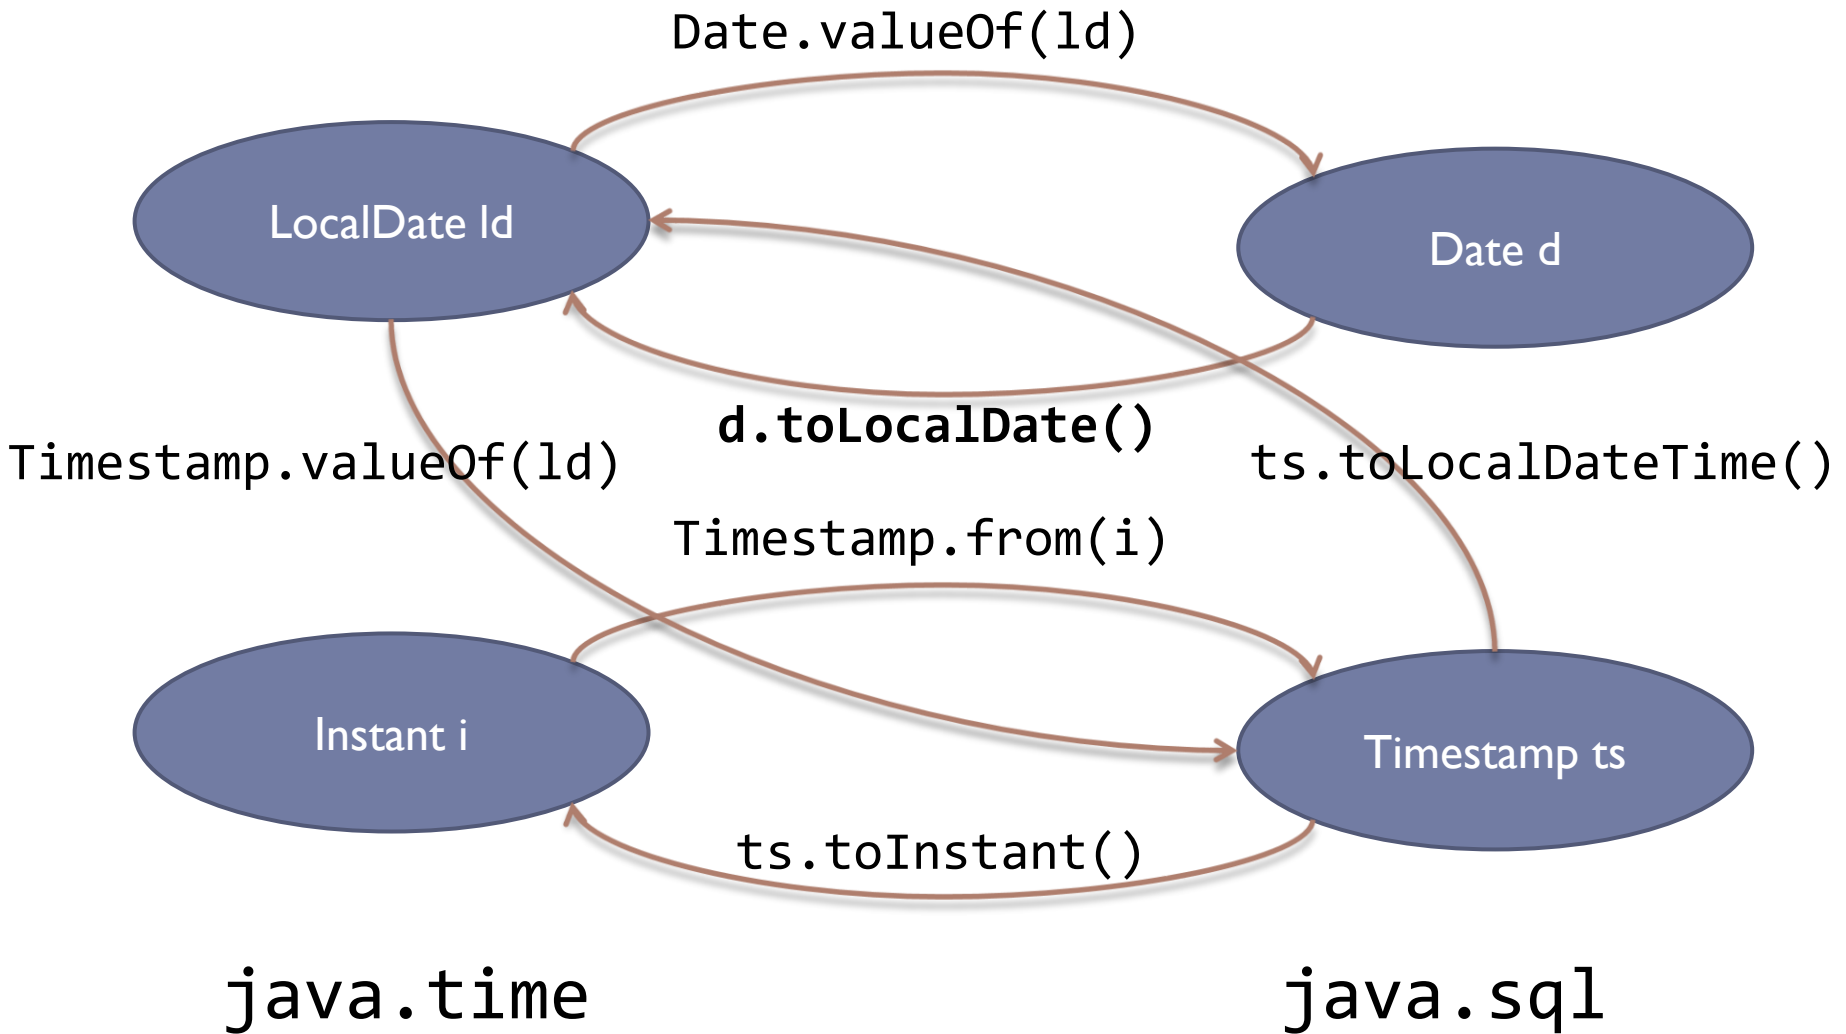 Date.valueOf(ld)
LocalDate ld
Date d
d.toLocalDate()
Timestamp.valueOf(ld)
ts.toLocalDateTime()
Timestamp.from(i)
Instant i
Timestamp ts
ts.toInstant()
java.time
java.sql